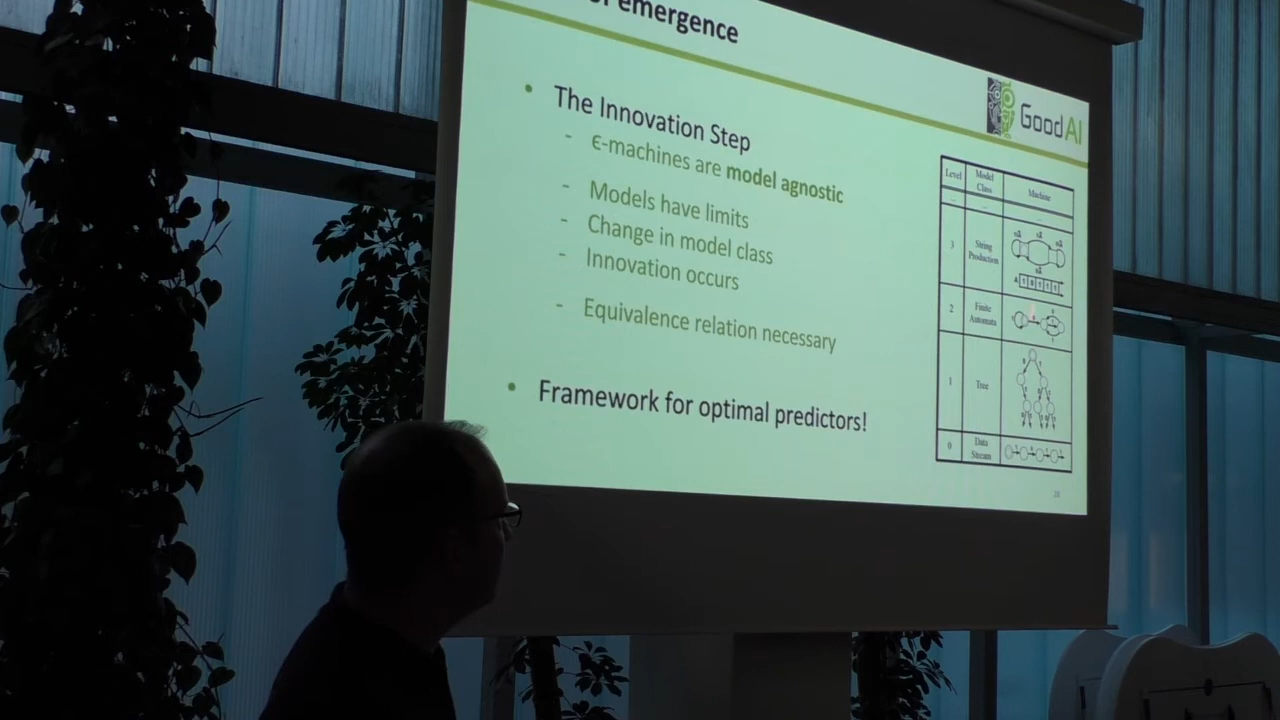 of emergence
GoodAI
• The Innovation Step
- ϵ-machines are model agnostic
- Models have limits
- Change in model class
- Innovation occurs
- Equivalence relation necessary
• Framework for optimal predictors!
Level Model Class Machine
3 String Production
2 Finite Automata
1 Tree
0 Data Stream
28